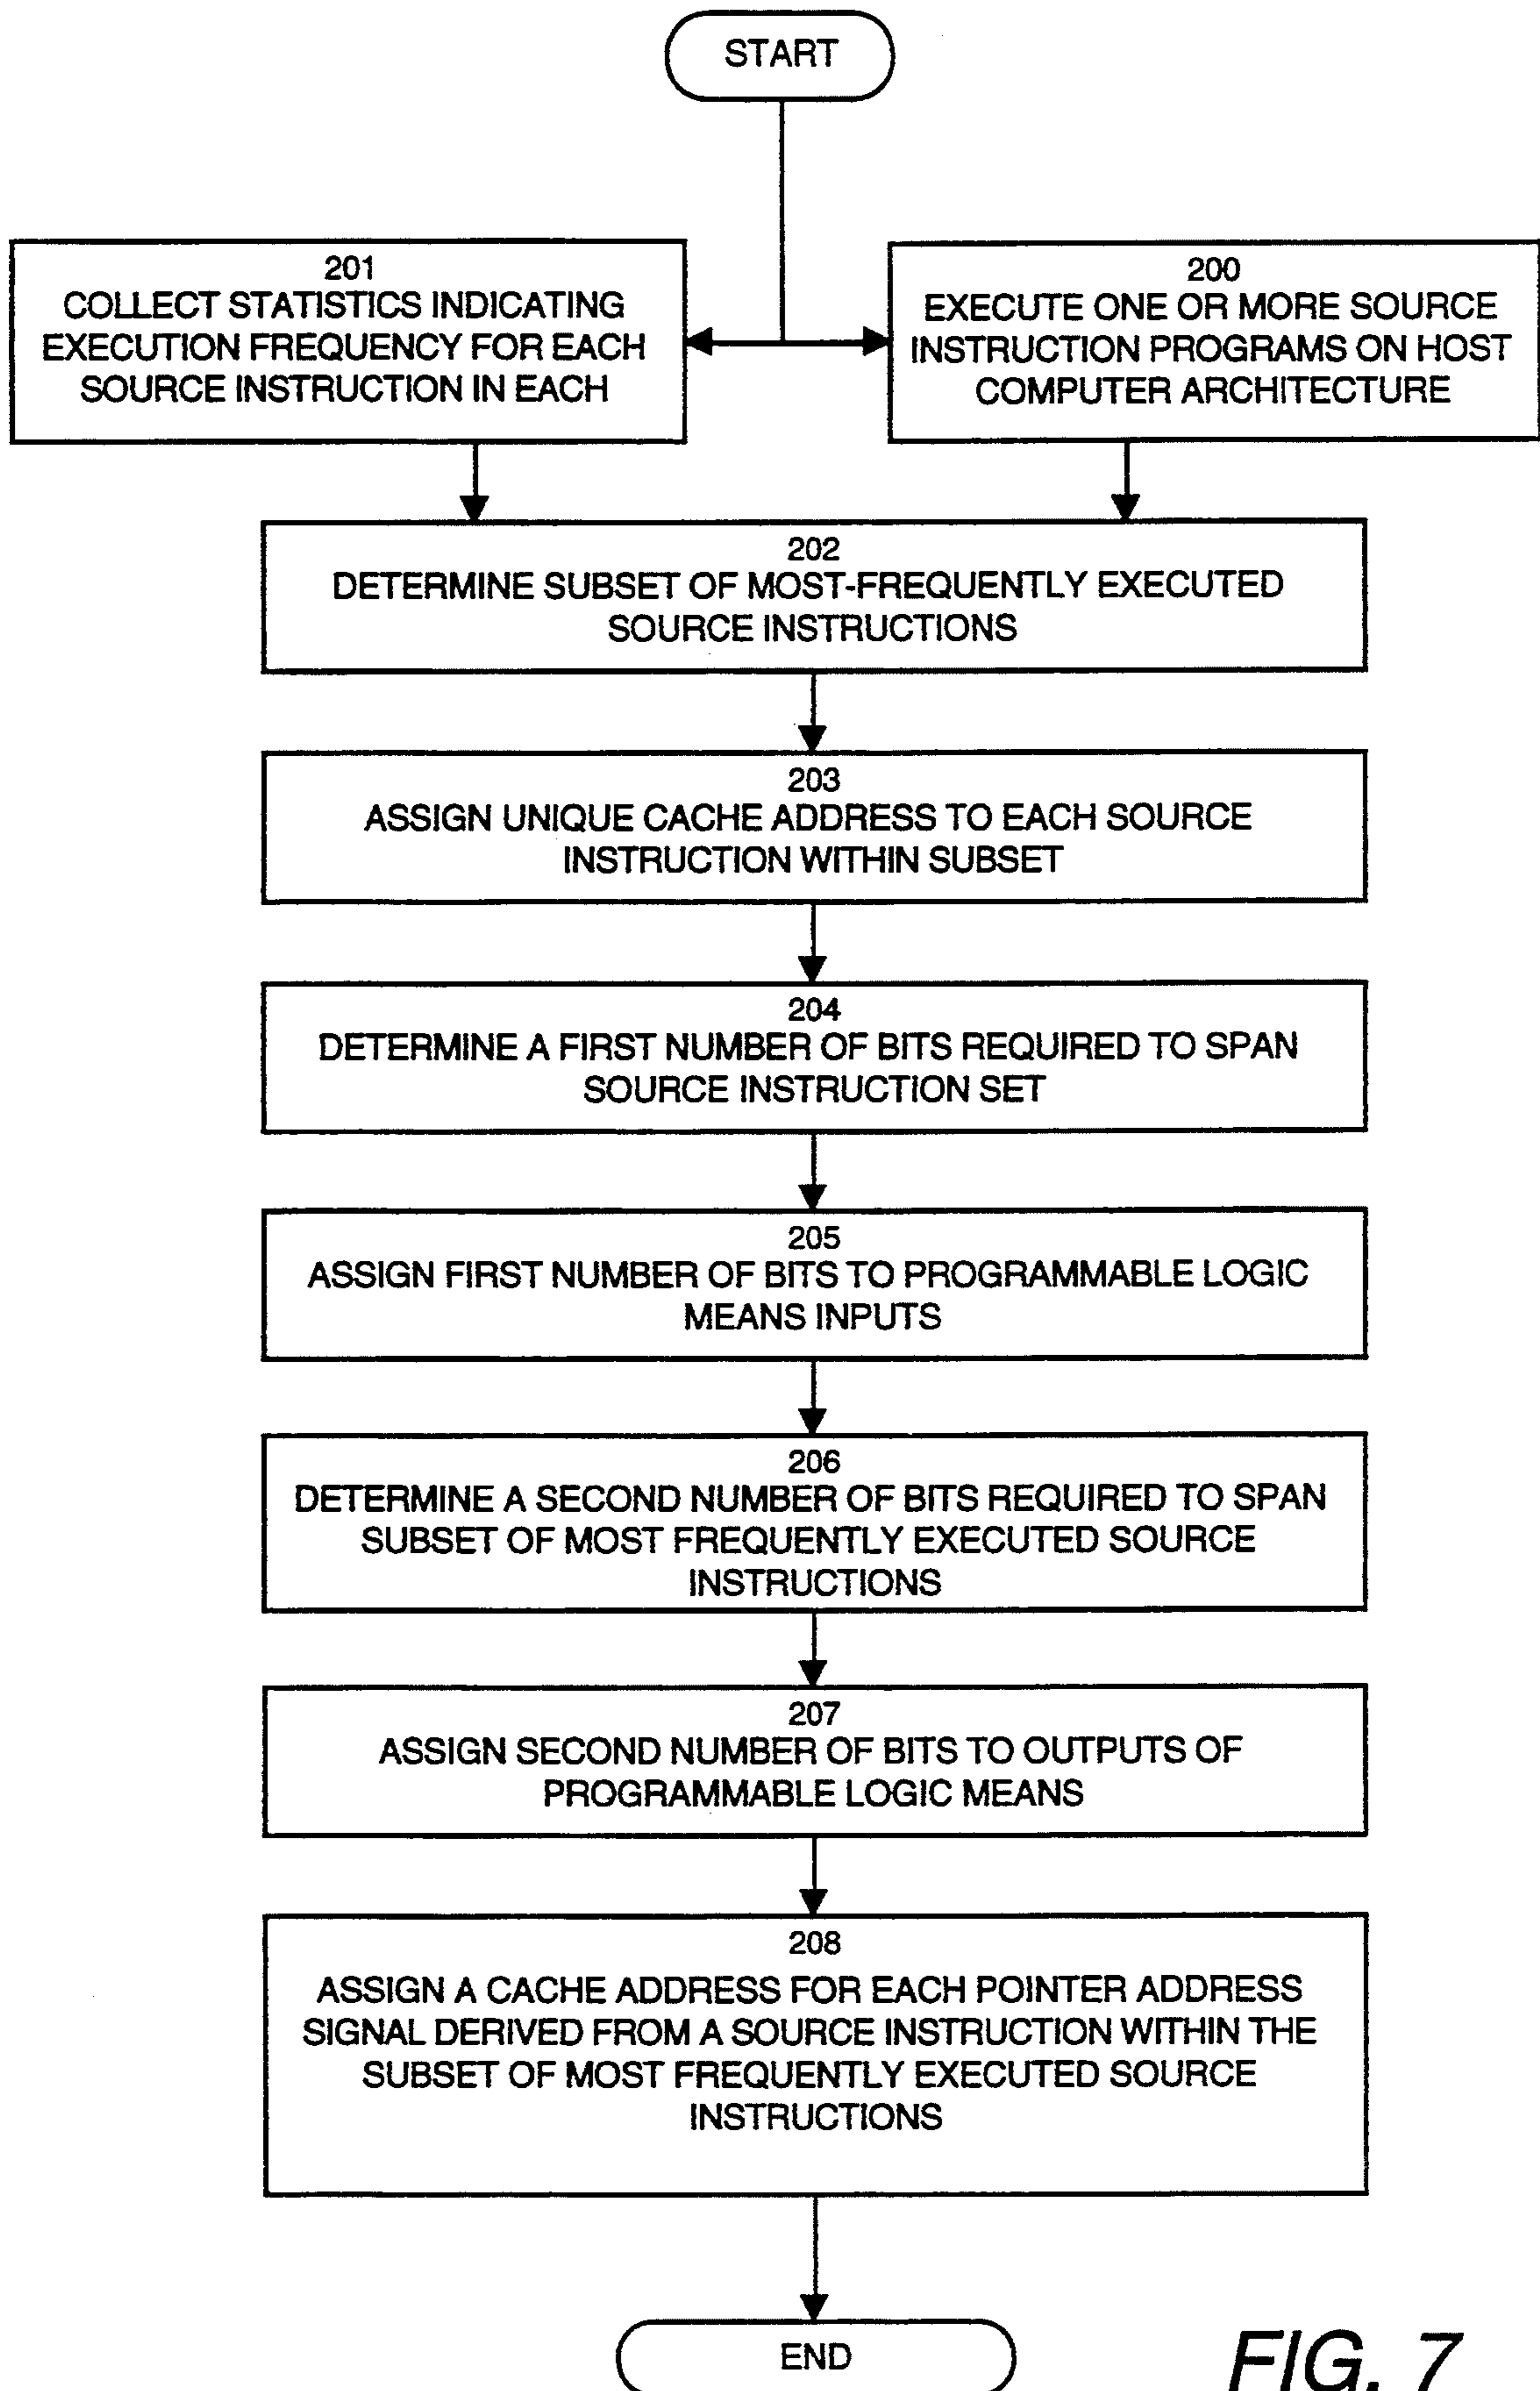 START
201
COLLECT STATISTICS INDICATING
EXECUTION FREQUENCY FOR EACH
SOURCE INSTRUCTION IN EACH
200
EXECUTE ONE OR MORE SOURCE
INSTRUCTION PROGRAMS ON HOST
COMPUTER ARCHITECTURE
202
DETERMINE SUBSET OF MOST-FREQUENTLY EXECUTED
SOURCE INSTRUCTIONS
203
ASSIGN UNIQUE CACHE ADDRESS TO EACH SOURCE
INSTRUCTION WITHIN SUBSET
204
DETERMINE A FIRST NUMBER OF BITS REQUIRED TO SPAN
SOURCE INSTRUCTION SET
205
ASSIGN FIRST NUMBER OF BITS TO PROGRAMMABLE LOGIC
MEANS INPUTS
206
DETERMINE A SECOND NUMBER OF BITS REQUIRED TO SPAN
SUBSET OF MOST FREQUENTLY EXECUTED SOURCE
INSTRUCTIONS
207
ASSIGN SECOND NUMBER OF BITS TO OUTPUTS OF
PROGRAMMABLE LOGIC MEANS
208
ASSIGN A CACHE ADDRESS FOR EACH POINTER ADDRESS
SIGNAL DERIVED FROM A SOURCE INSTRUCTION WITHIN THE
SUBSET OF MOST FREQUENTLY EXECUTED SOURCE
INSTRUCTIONS
END
FIG. 7